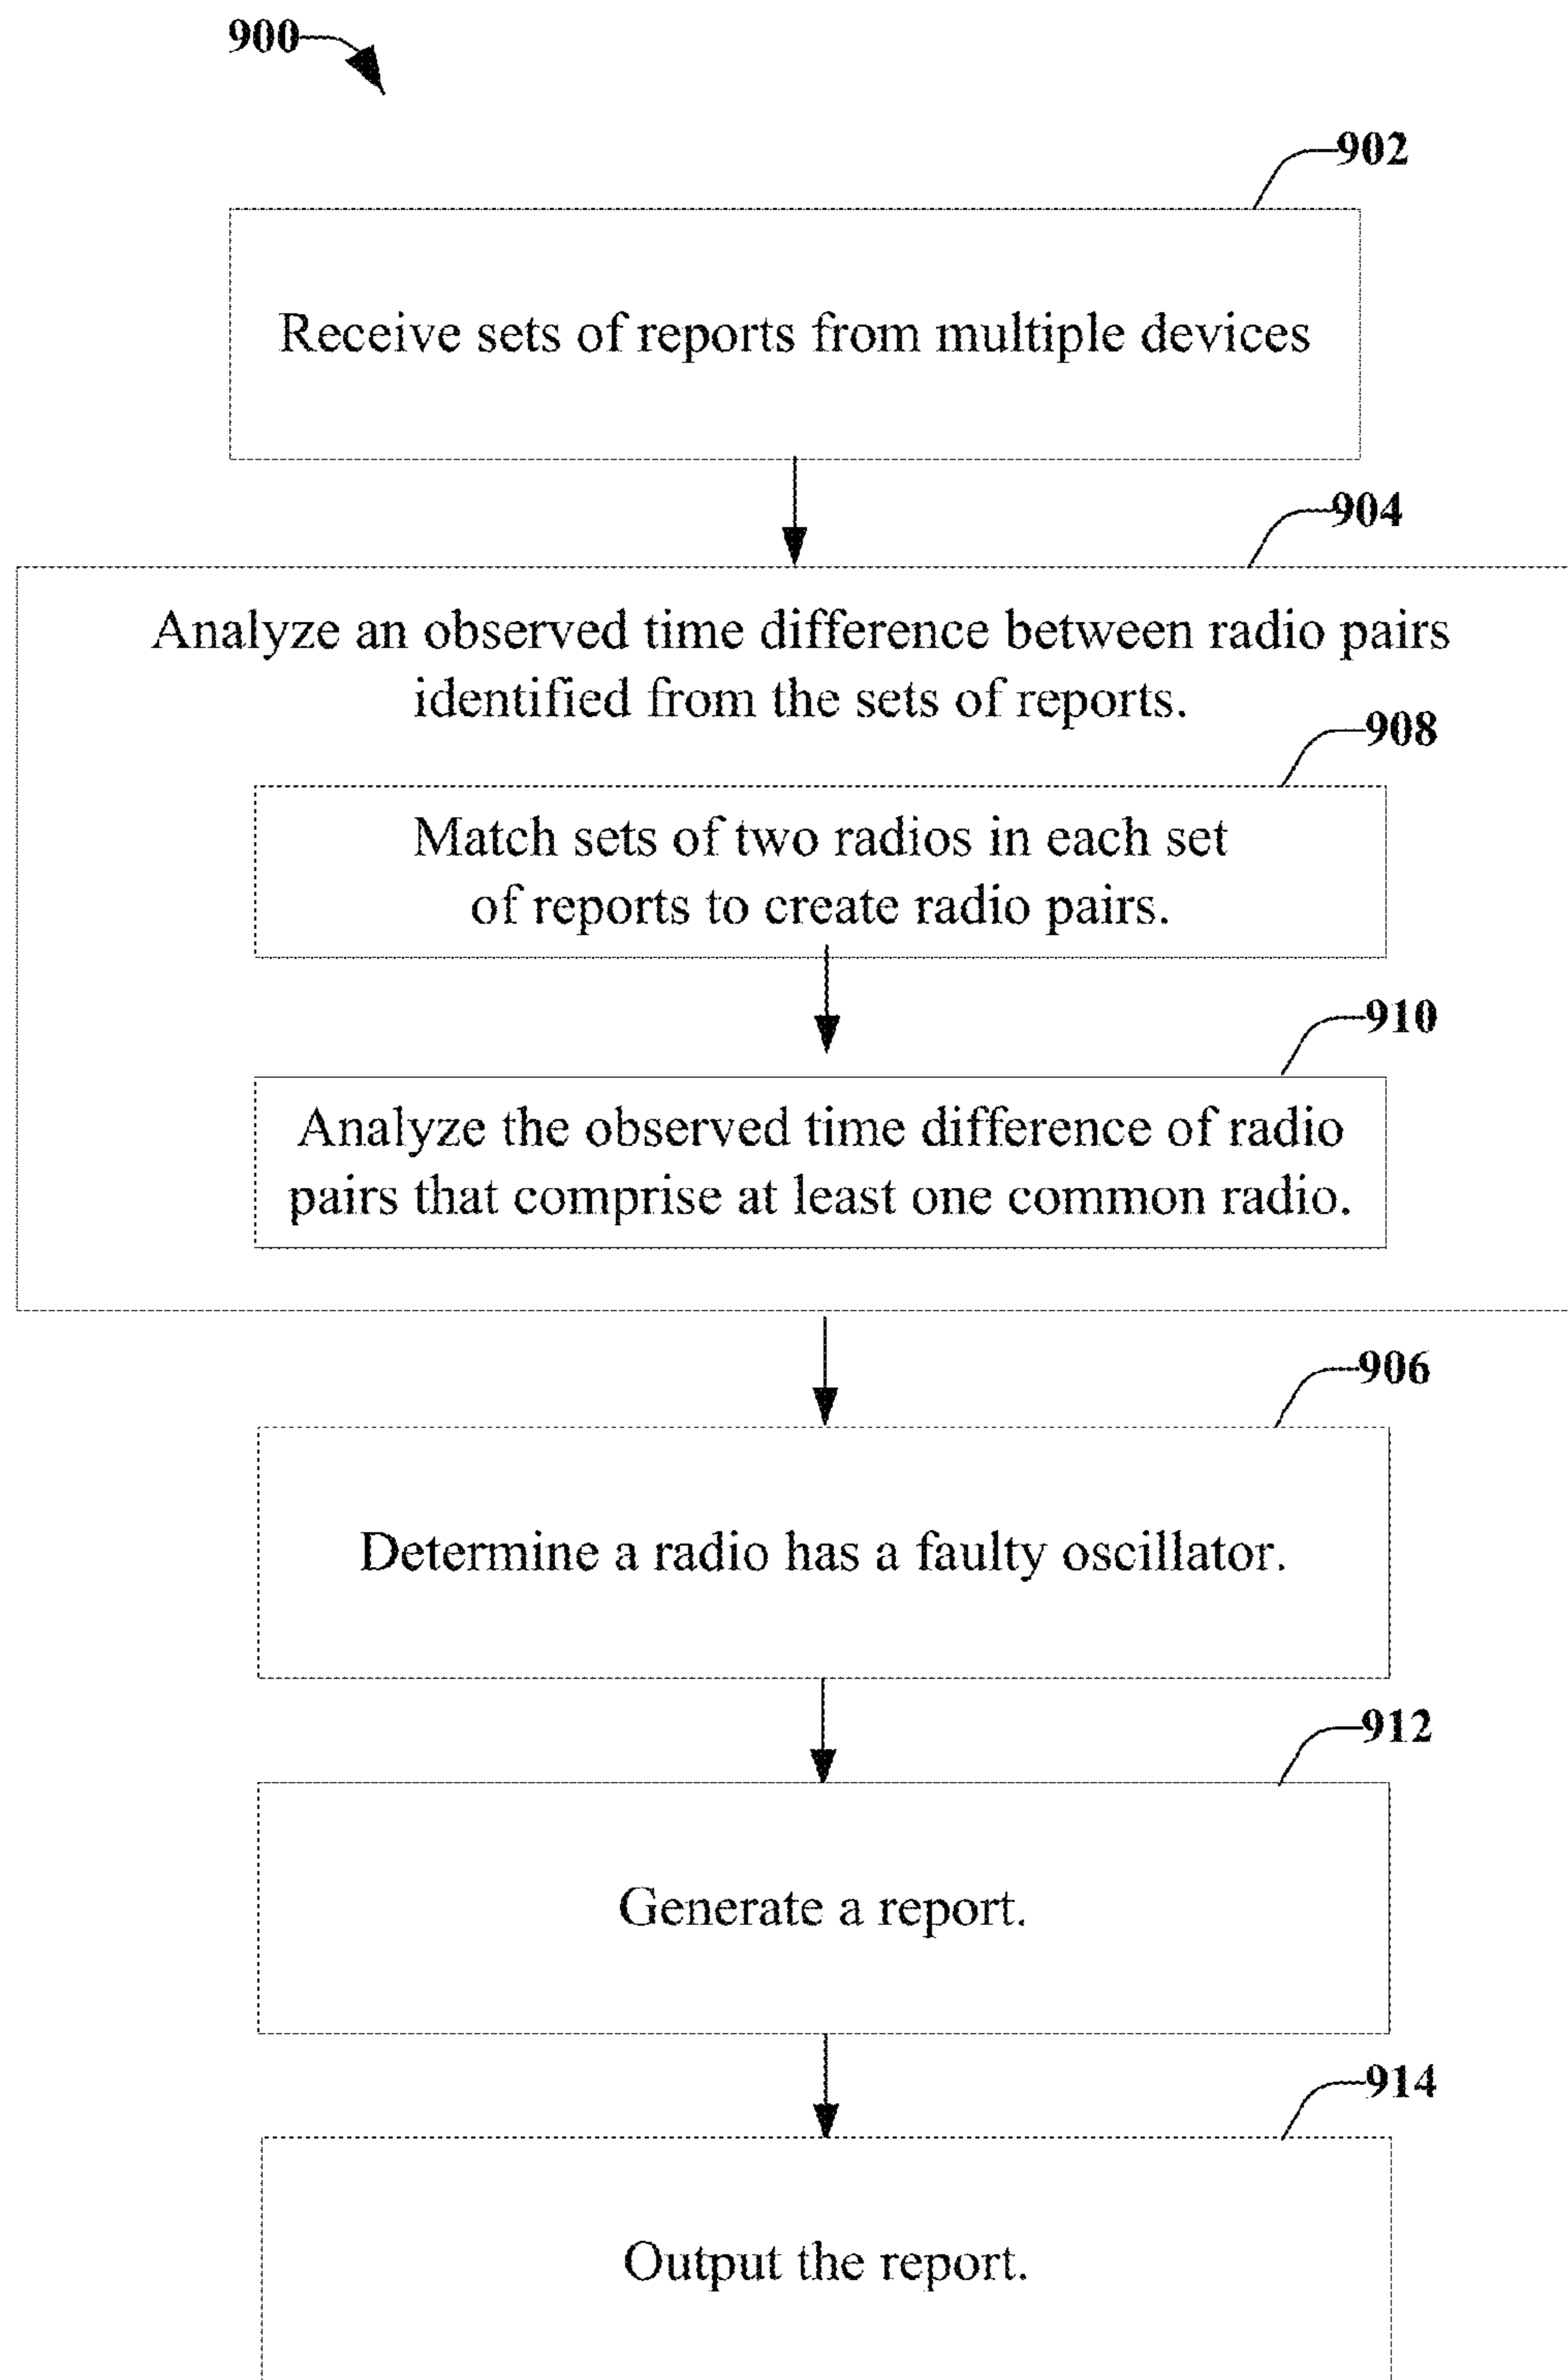 900
902
Receive sets of reports from multiple devices
904
Analyze an observed time difference between radio pairs
identified from the sets of reports.
908
Match sets of two radios in each set
of reports to create radio pairs.
910
Analyze the observed time difference of radio
pairs that comprise at least one common radio.
906
Determine a radio has a faulty oscillator.
912
Generate a report.
914
Output the report.